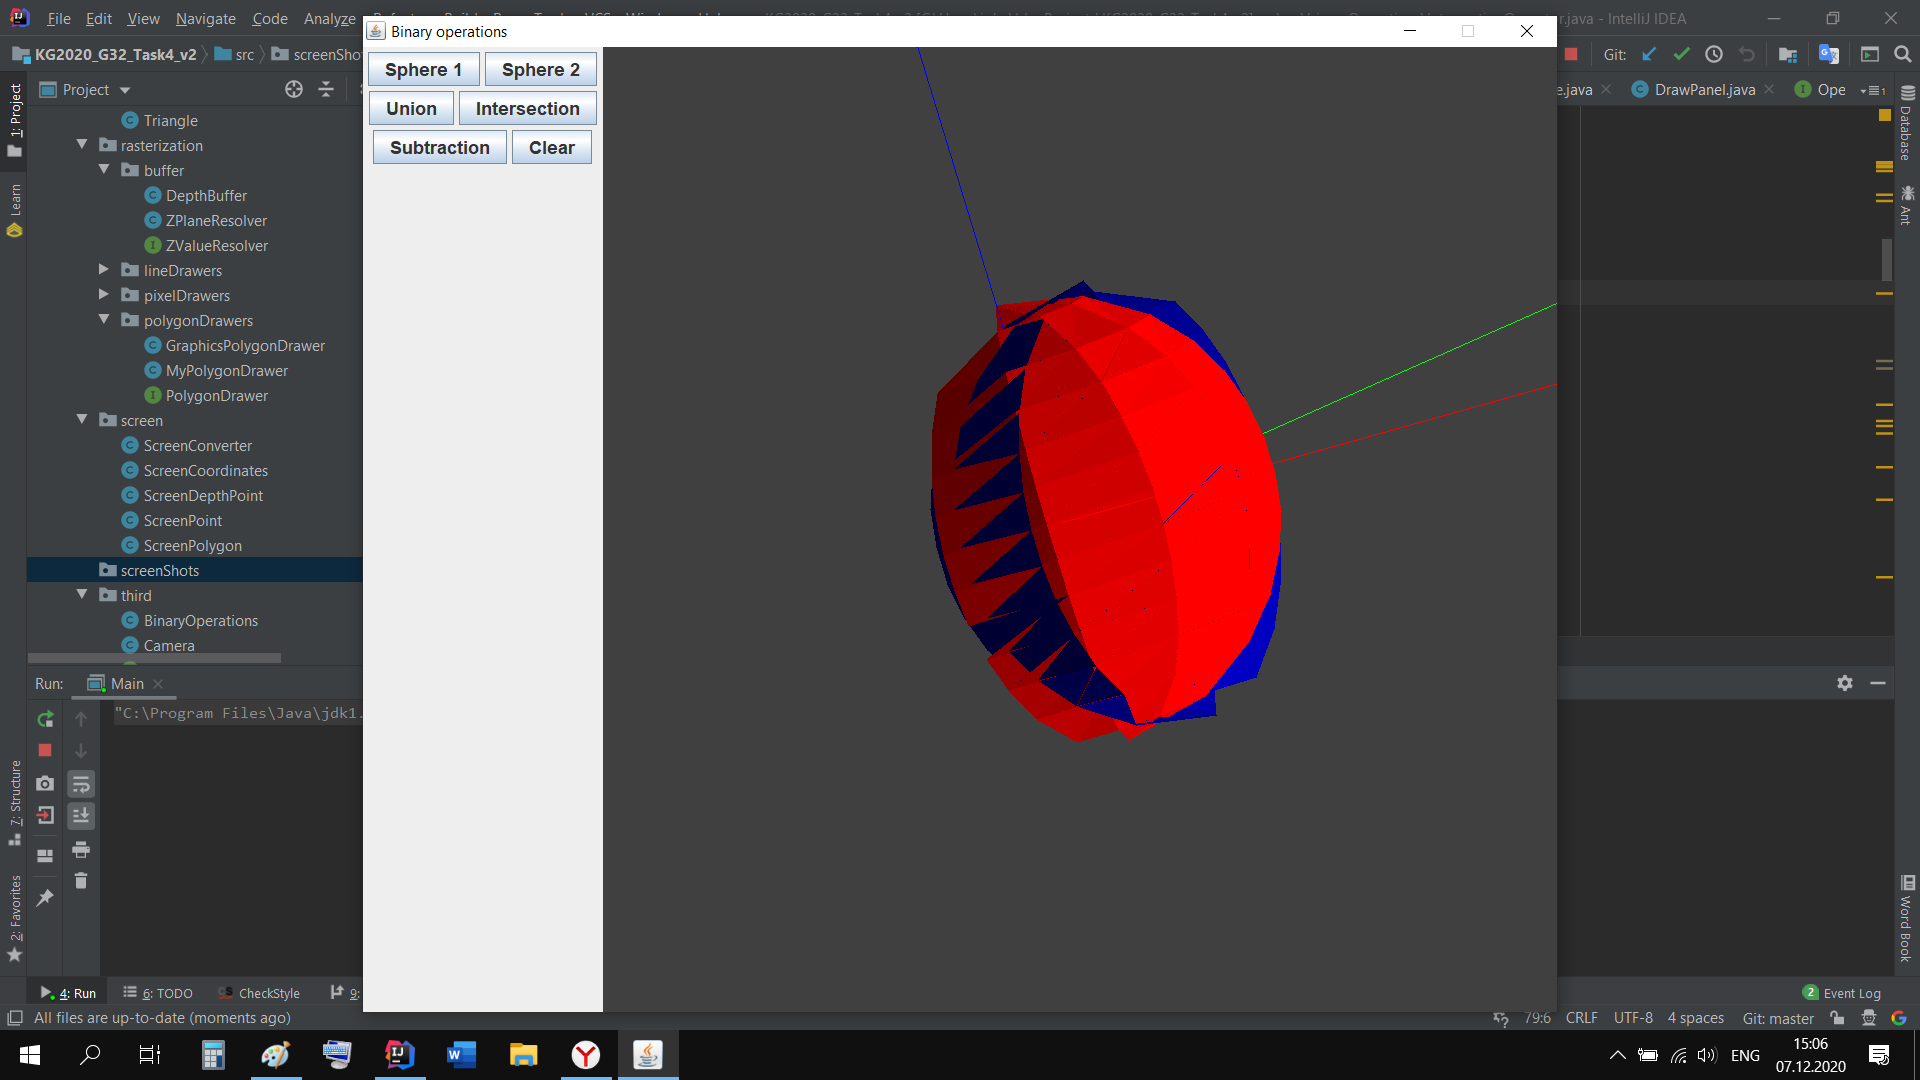 File Edit View Navigate Code Analyze
.java - IntelliJ IDEA
Binary operations
KG2020_G32_Task4_v2 src screenSho
Git:
Project
e.java DrawPanel.java Ope
Sphere 1 Sphere 2
Union Intersection
Subtraction Clear
1: Project
Learn
7: Structure
2: Favorites
Database
Ant
Word Book
Triangle
rasterization
buffer
DepthBuffer
ZPlaneResolver
ZValueResolver
lineDrawers
pixelDrawers
polygonDrawers
GraphicsPolygonDrawer
MyPolygonDrawer
PolygonDrawer
screen
ScreenConverter
ScreenCoordinates
ScreenDepthPoint
ScreenPoint
ScreenPolygon
screenShots
third
BinaryOperations
Camera
Run: Main
"C:\Program Files\Java\jdk1.
4: Run 6: TODO CheckStyle 9:
2 Event Log
All files are up-to-date (moments ago)
79:6 CRLF UTF-8 4 spaces Git: master
ENG
15:06
07.12.2020